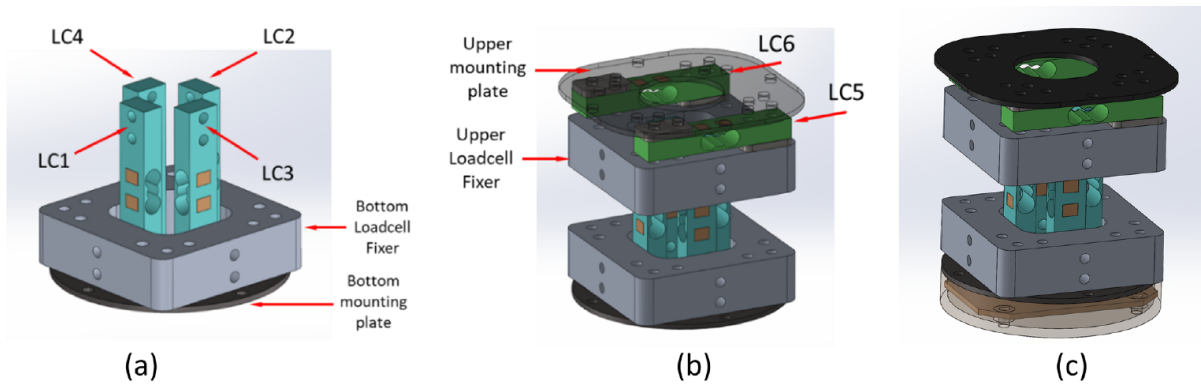 LC4
LC2
LC1
LC3
Bottom
Loadcell
Fixer
Bottom
mounting
plate
(a)
Upper
mounting
plate
LC6
LC5
Upper
Loadcell
Fixer
(b)
(c)